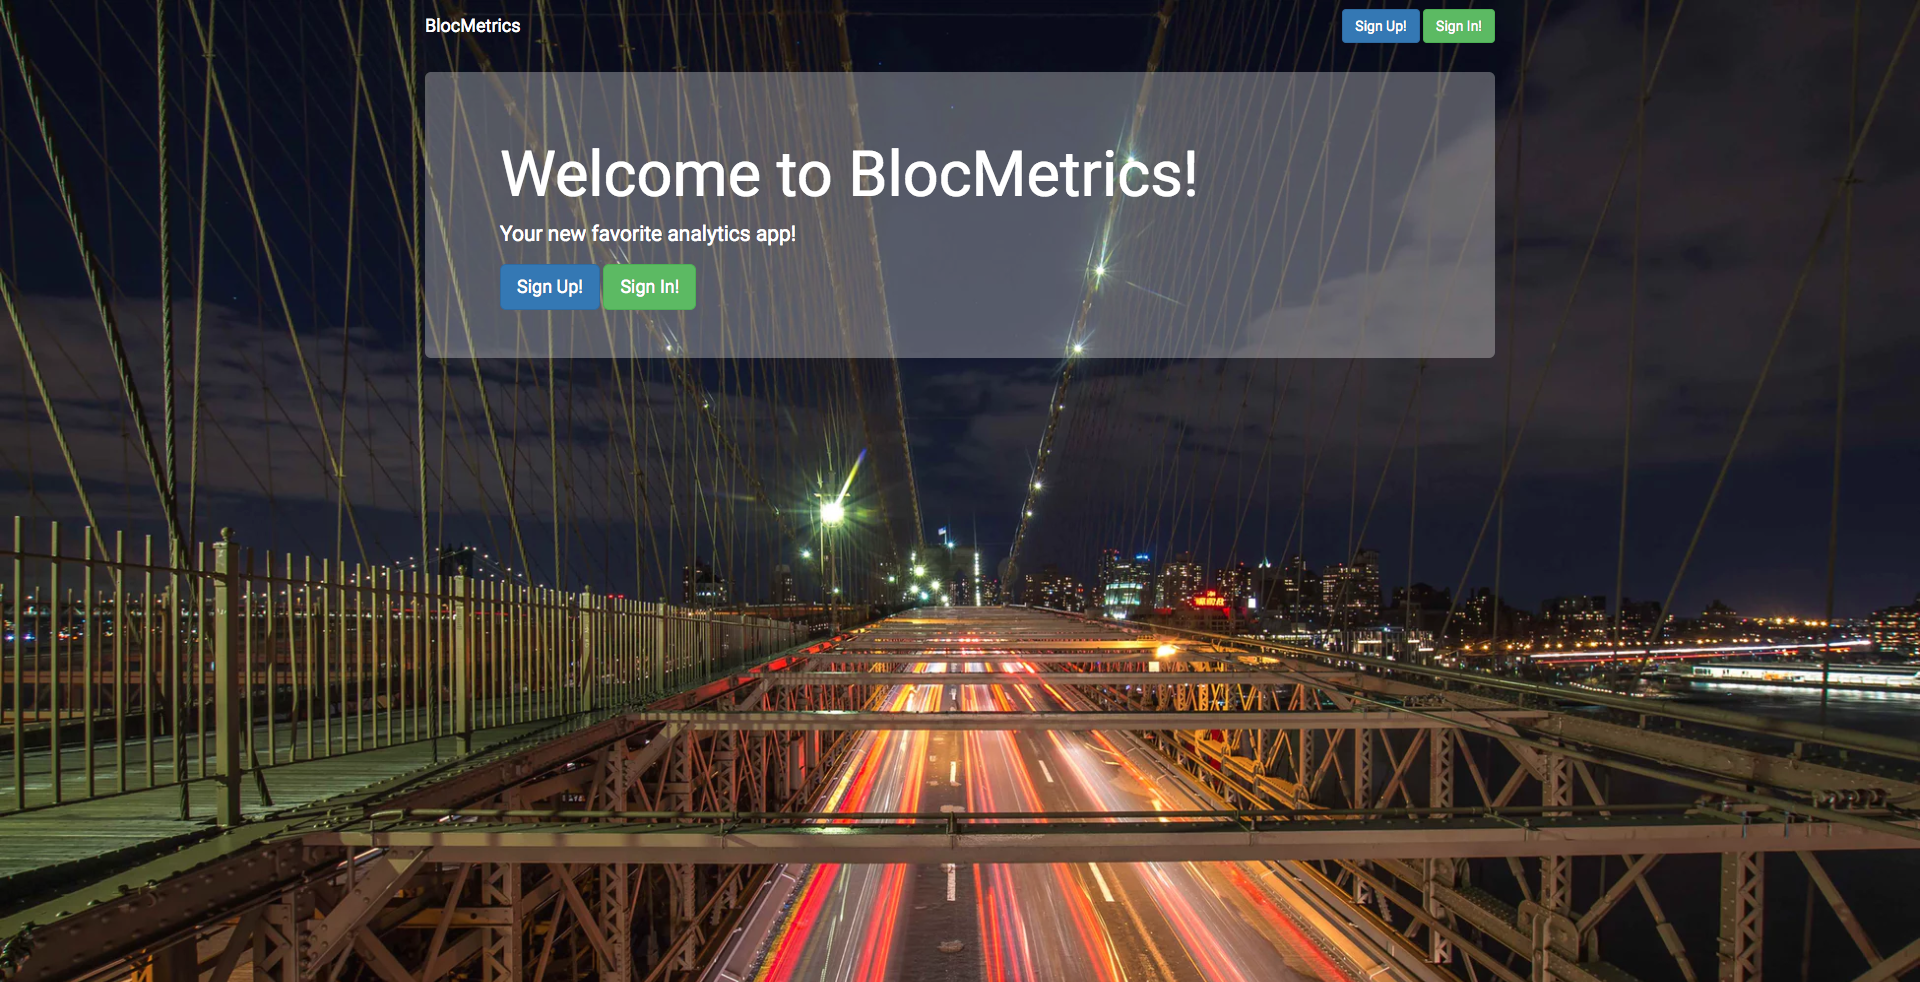 BlocMetrics
Sign Up! Sign In!
Welcome to BlocMetrics!
Your new favorite analytics app!
Sign Up! Sign In!